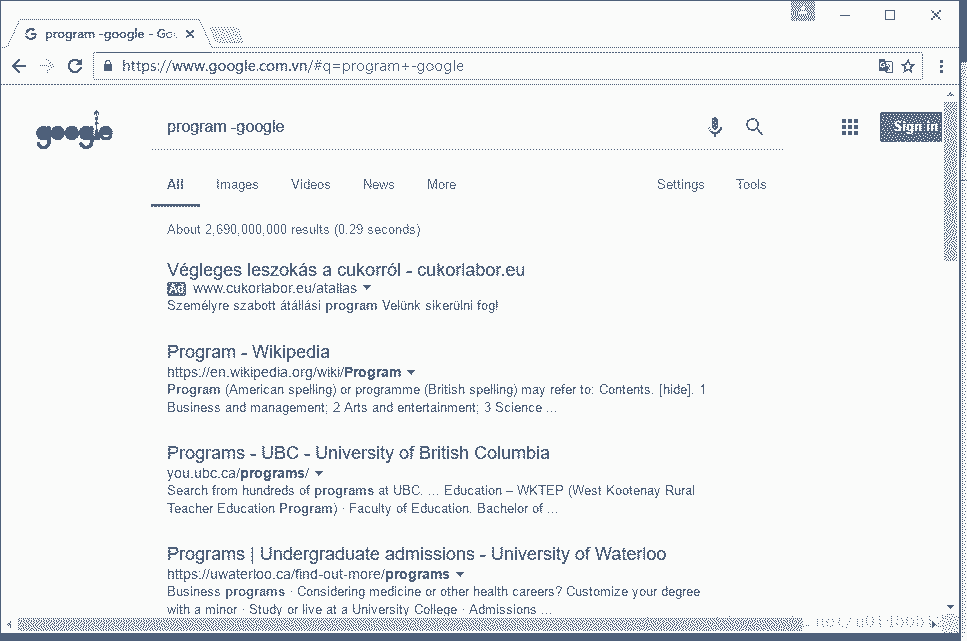 program -google - Go
https://www.google.com.vn/#q=program+-google
google
program -google
Sign in
All Images Videos News More Settings Tools
About 2,690,000,000 results (0.29 seconds)
Végleges leszokás a cukorról - cukorlabor.eu
Ad www.cukorlabor.eu/atallas
Személyre szabott átállási program Velünk sikerülni fog!
Program - Wikipedia
https://en.wikipedia.org/wiki/Program
Program (American spelling) or programme (British spelling) may refer to: Contents. [hide]. 1
Business and management; 2 Arts and entertainment; 3 Science ...
Programs - UBC - University of British Columbia
you.ubc.ca/programs/
Search from hundreds of programs at UBC. ... Education – WKTEP (West Kootenay Rural
Teacher Education Program) · Faculty of Education. Bachelor of ...
Programs | Undergraduate admissions - University of Waterloo
https://uwaterloo.ca/find-out-more/programs
Business programs · Considering medicine or other health careers? Customize your degree
with a minor · Study or live at a University College · Admissions ...